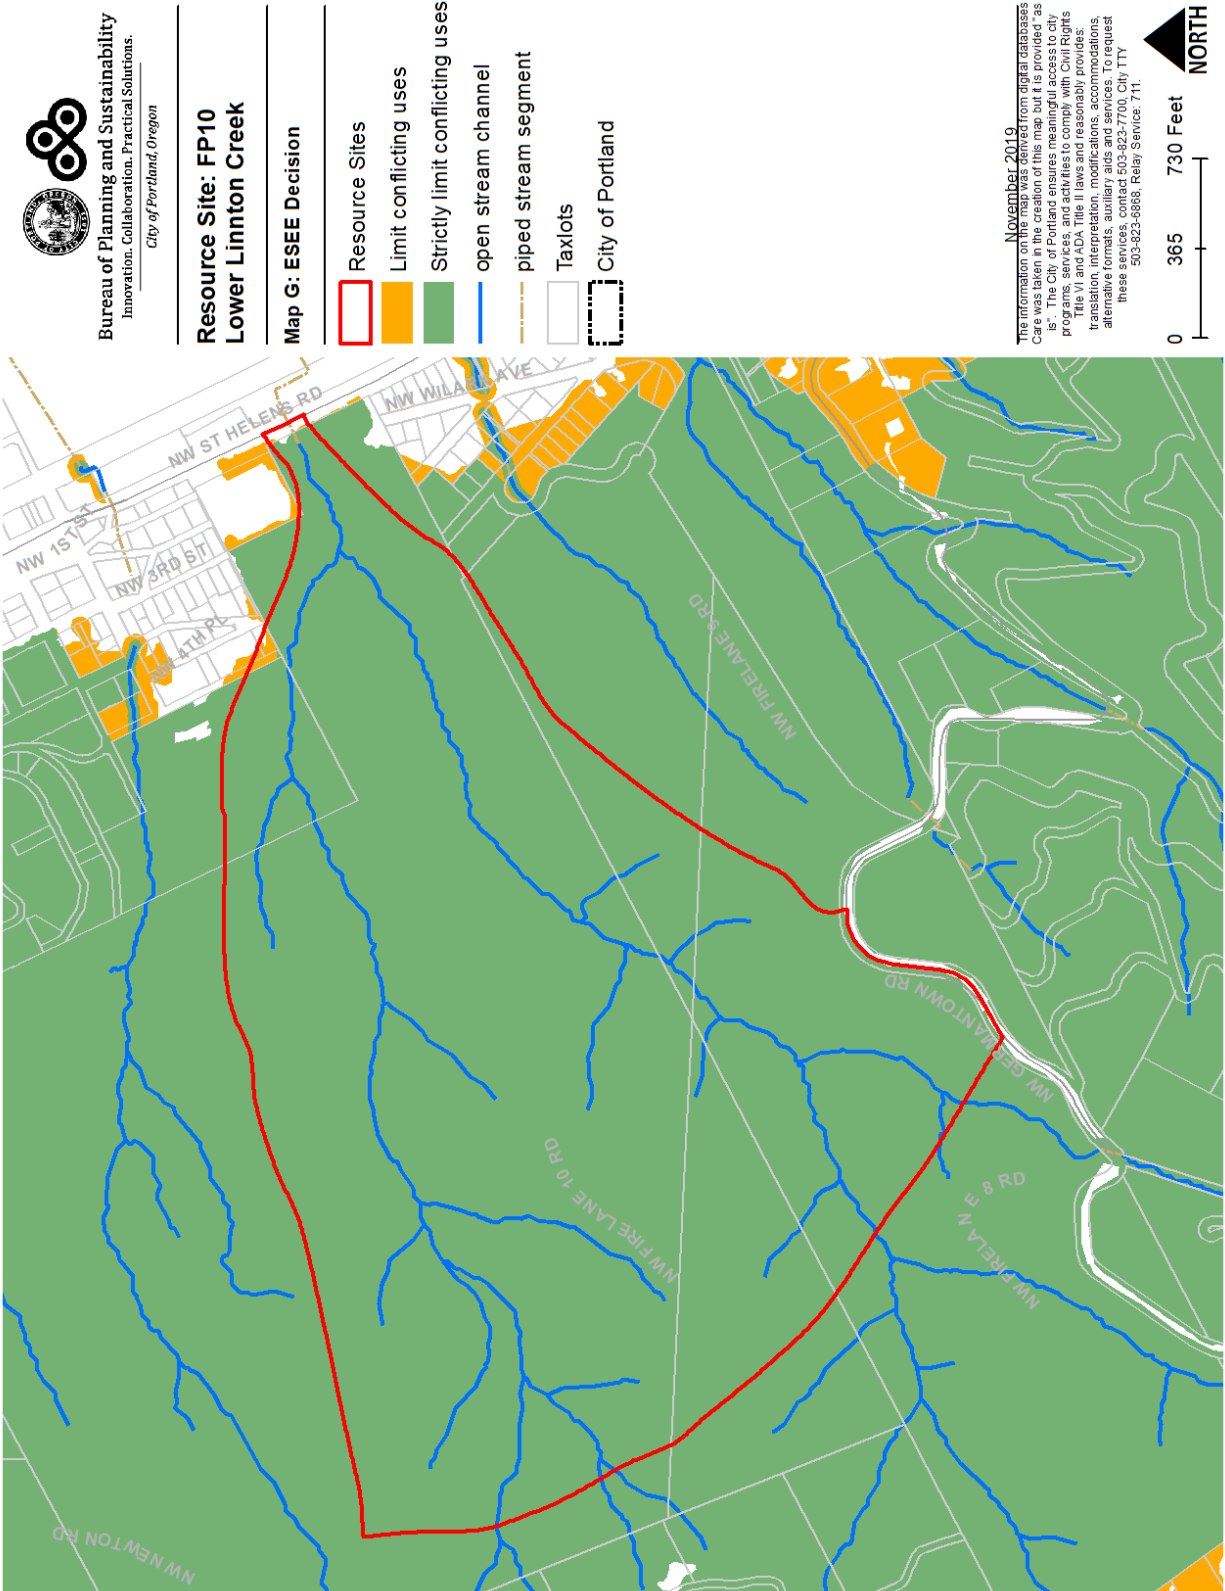 Bureau of Planning and Sustainability
Innovation. Collaboration. Practical Solutions.
City of Portland, Oregon
Resource Site: FP10
Lower Linnton Creek
Map G: ESEE Decision
Resource Sites
Limit conflicting uses
Strictly limit conflicting uses
open stream channel
piped stream segment
Taxlots
City of Portland
November 2019
The information on the map was derived from digital databases
Care was taken in the creation of this map but it is provided "as
is". The City of Portland ensures meaningful access to city
programs, services, and activities to comply with Civil Rights
Title VI and ADA Title II laws and reasonably provides:
translation, interpretation, modifications, accommodations,
alternative formats, auxiliary aids and services. To request
these services, contact 503-823-7700, City TTY
503-823-6868, Relay Service: 711.
0 365 730 Feet
NORTH
NW ST HELENS RD
NW WILARK AVE
NW 1ST ST
NW 3RD ST
NW 4TH PL
NW FIRELANE 9 RD
NW GERMANTOWN RD
NW FIRELANE 10 RD
NW FIRELANE 8 RD
NW NEWTON RD